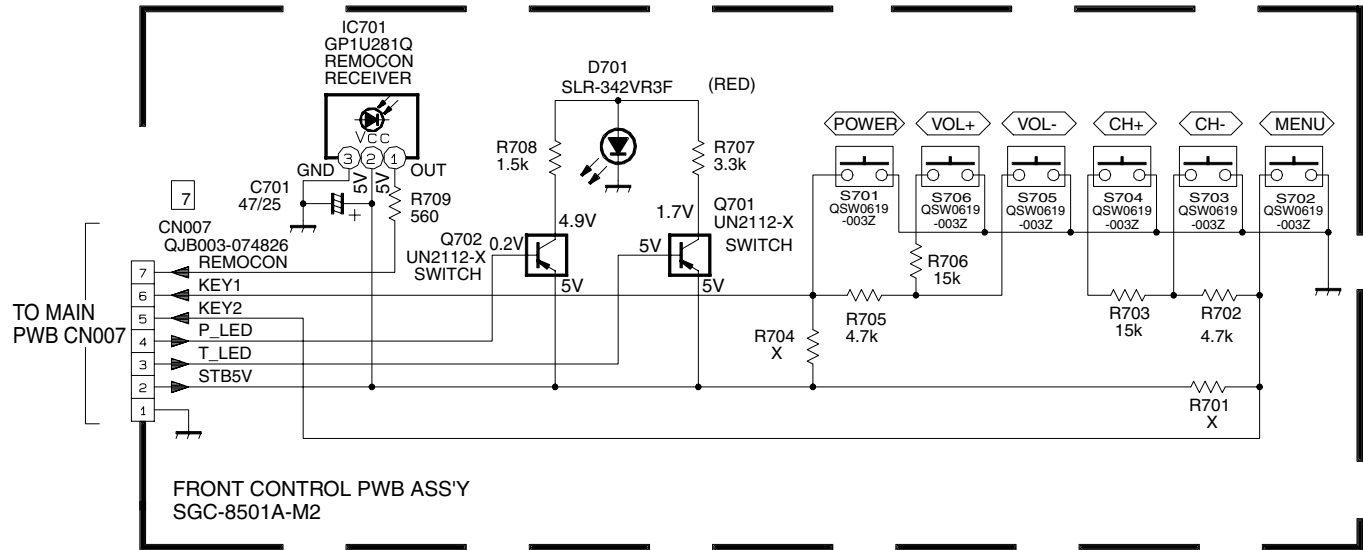 IC701
GP1U281Q
REMOCON
RECEIVER
VCC
3 2 1
GND
5V
5V
OUT
C701
47/25
+
R709
560
D701
SLR-342VR3F
(RED)
R708
1.5k
R707
3.3k
4.9V
1.7V
Q702
UN2112-X
SWITCH
0.2V
5V
Q701
UN2112-X
SWITCH
5V
5V
POWER
VOL+
VOL-
CH+
CH-
MENU
S701
QSW0619
-003Z
S706
QSW0619
-003Z
S705
QSW0619
-003Z
S704
QSW0619
-003Z
S703
QSW0619
-003Z
S702
QSW0619
-003Z
R706
15k
R705
4.7k
R704
X
R703
15k
R702
4.7k
R701
X
7
CN007
QJB003-074826
7 REMOCON
6 KEY1
5 KEY2
4 P_LED
3 T_LED
2 STB5V
1
TO MAIN
PWB CN007
FRONT CONTROL PWB ASS'Y
SGC-8501A-M2